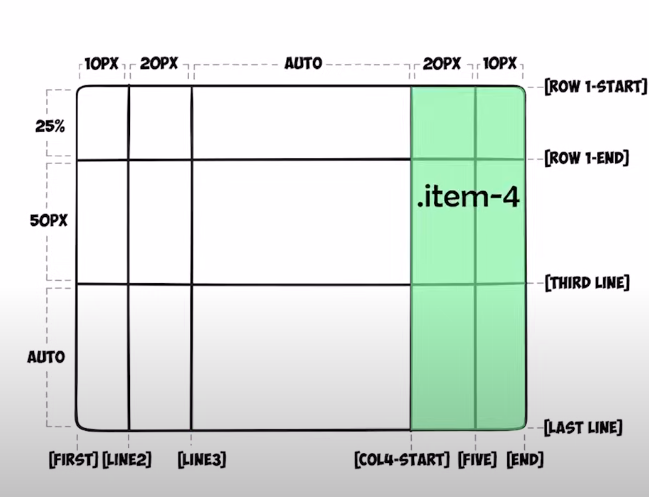 10PX 20PX AUTO 20PX 10PX
[ROW 1-START]
25%
[ROW 1-END]
.item-4
50PX
[THIRD LINE]
AUTO
[LAST LINE]
[FIRST] [LINE2] [LINE3] [COL4-START] [FIVE] [END]